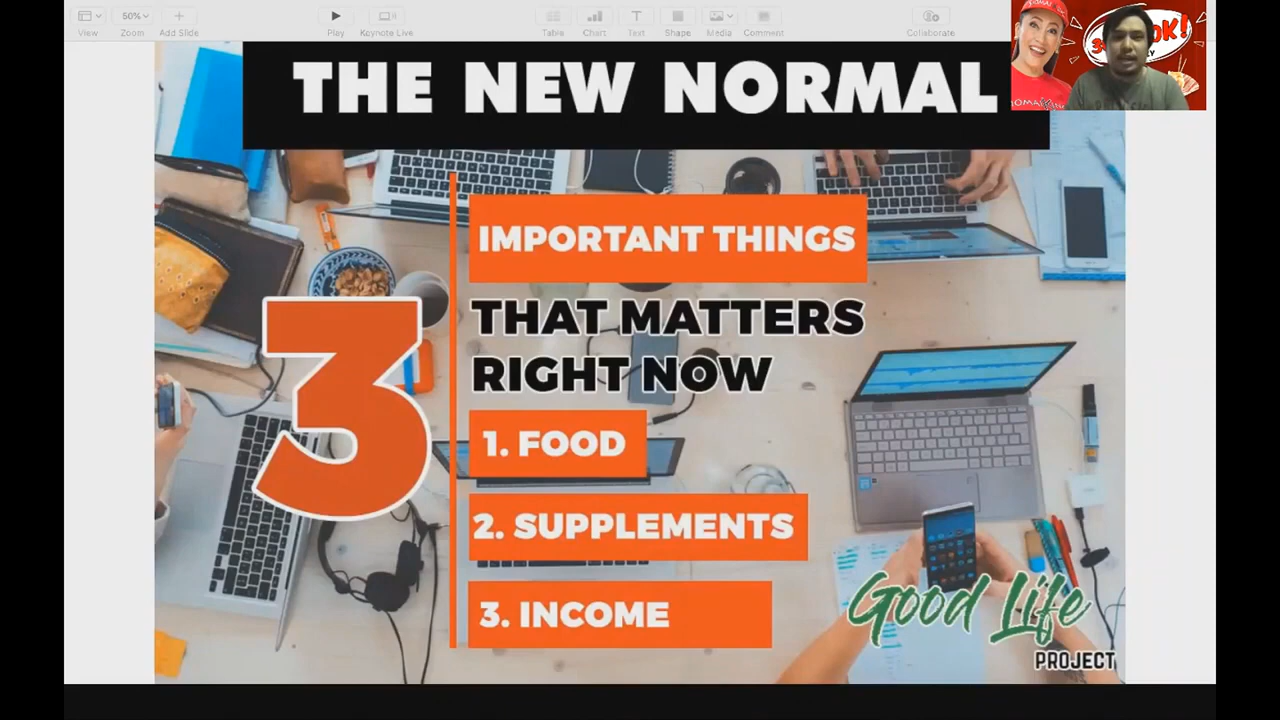 50%
View
Zoom
Add Slide
Play
Keynote Live
Table
Chart
Text
Shape
Media
Comment
Collaborate
THE NEW NORMAL
3
IMPORTANT THINGS
THAT MATTERS
RIGHT NOW
1. FOOD
2. SUPPLEMENTS
3. INCOME
Good Life
PROJECT